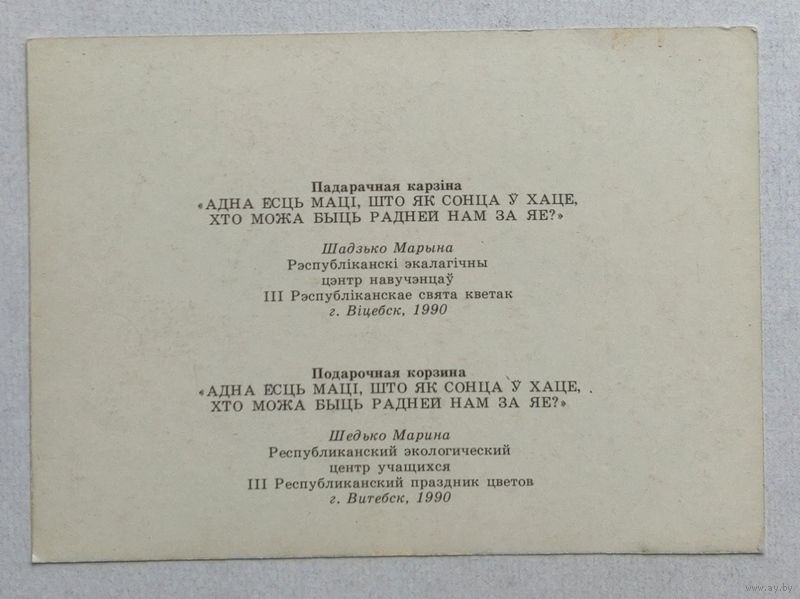 Падарачная карзіна
«АДНА ЁСЦЬ МАЦІ, ШТО ЯК СОНЦА Ў ХАЦЕ,
ХТО МОЖА БЫЦЬ РАДНЕЙ НАМ ЗА ЯЕ?»
Шадзько Марына
Рэспубліканскі экалагічны
цэнтр навучэнцаў
III Рэспубліканскае свята кветак
г. Віцебск, 1990
Подарочная корзина
«АДНА ЁСЦЬ МАЦІ, ШТО ЯК СОНЦА Ў ХАЦЕ,
ХТО МОЖА БЫЦЬ РАДНЕЙ НАМ ЗА ЯЕ?»
Шедько Марина
Республиканский экологический
центр учащихся
III Республиканский праздник цветов
г. Витебск, 1990
www.ay.by